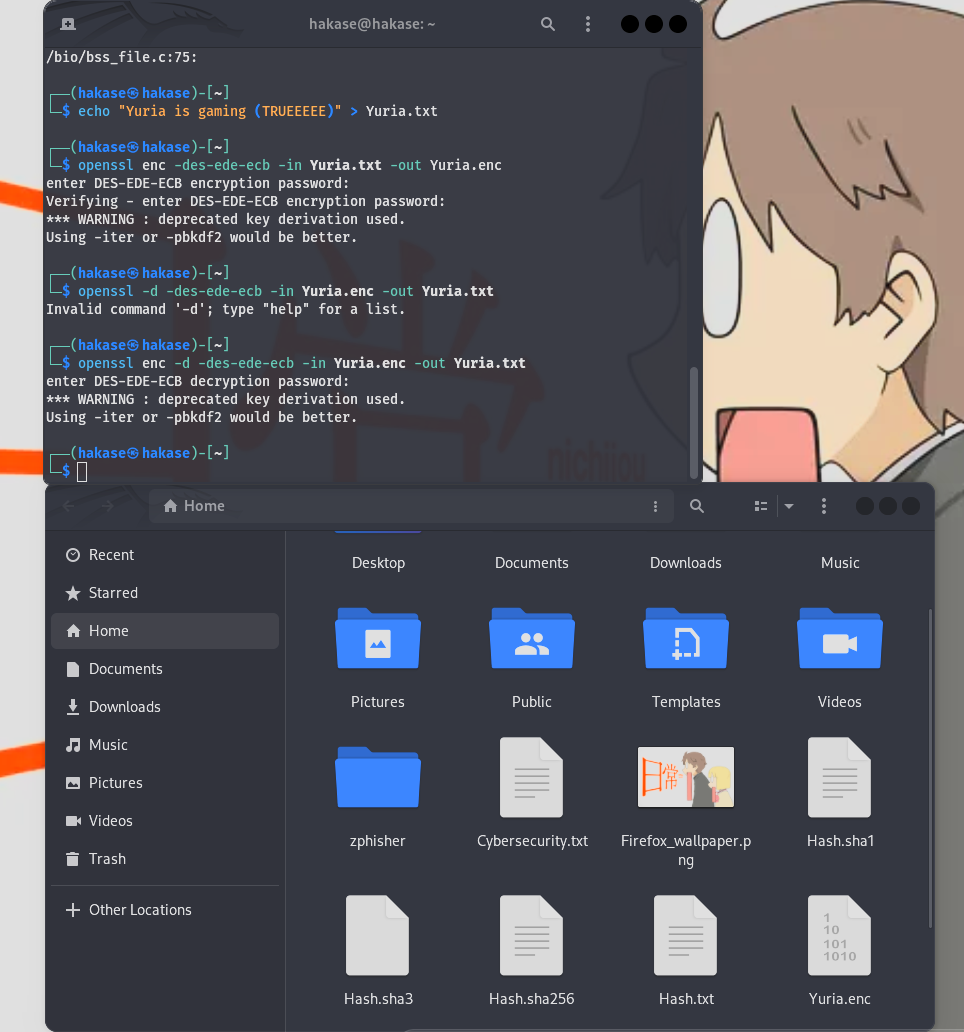 hakase@hakase: ~
/bio/bss_file.c:75:
┌──(hakase㉿hakase)-[~]
└─$ echo "Yuria is gaming (TRUEEEEE)" > Yuria.txt
┌──(hakase㉿hakase)-[~]
└─$ openssl enc -des-ede-ecb -in Yuria.txt -out Yuria.enc
enter DES-EDE-ECB encryption password:
Verifying - enter DES-EDE-ECB encryption password:
*** WARNING : deprecated key derivation used.
Using -iter or -pbkdf2 would be better.
┌──(hakase㉿hakase)-[~]
└─$ openssl -d -des-ede-ecb -in Yuria.enc -out Yuria.txt
Invalid command '-d'; type "help" for a list.
┌──(hakase㉿hakase)-[~]
└─$ openssl enc -d -des-ede-ecb -in Yuria.enc -out Yuria.txt
enter DES-EDE-ECB decryption password:
*** WARNING : deprecated key derivation used.
Using -iter or -pbkdf2 would be better.
┌──(hakase㉿hakase)-[~]
└─$
nichijou
Home
Recent
Starred
Home
Documents
Downloads
Music
Pictures
Videos
Trash
Other Locations
Desktop
Documents
Downloads
Music
Pictures
Public
Templates
Videos
zphisher
Cybersecurity.txt
日常
Firefox_wallpaper.p
ng
Hash.sha1
Hash.sha3
Hash.sha256
Hash.txt
1
10
101
1010
Yuria.enc